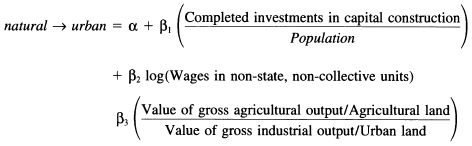 natural → urban = α + β₁ (Completed investments in capital construction / Population)
+ β₂ log(Wages in non-state, non-collective units)
β₃ (Value of gross agricultural output/Agricultural land / Value of gross industrial output/Urban land)